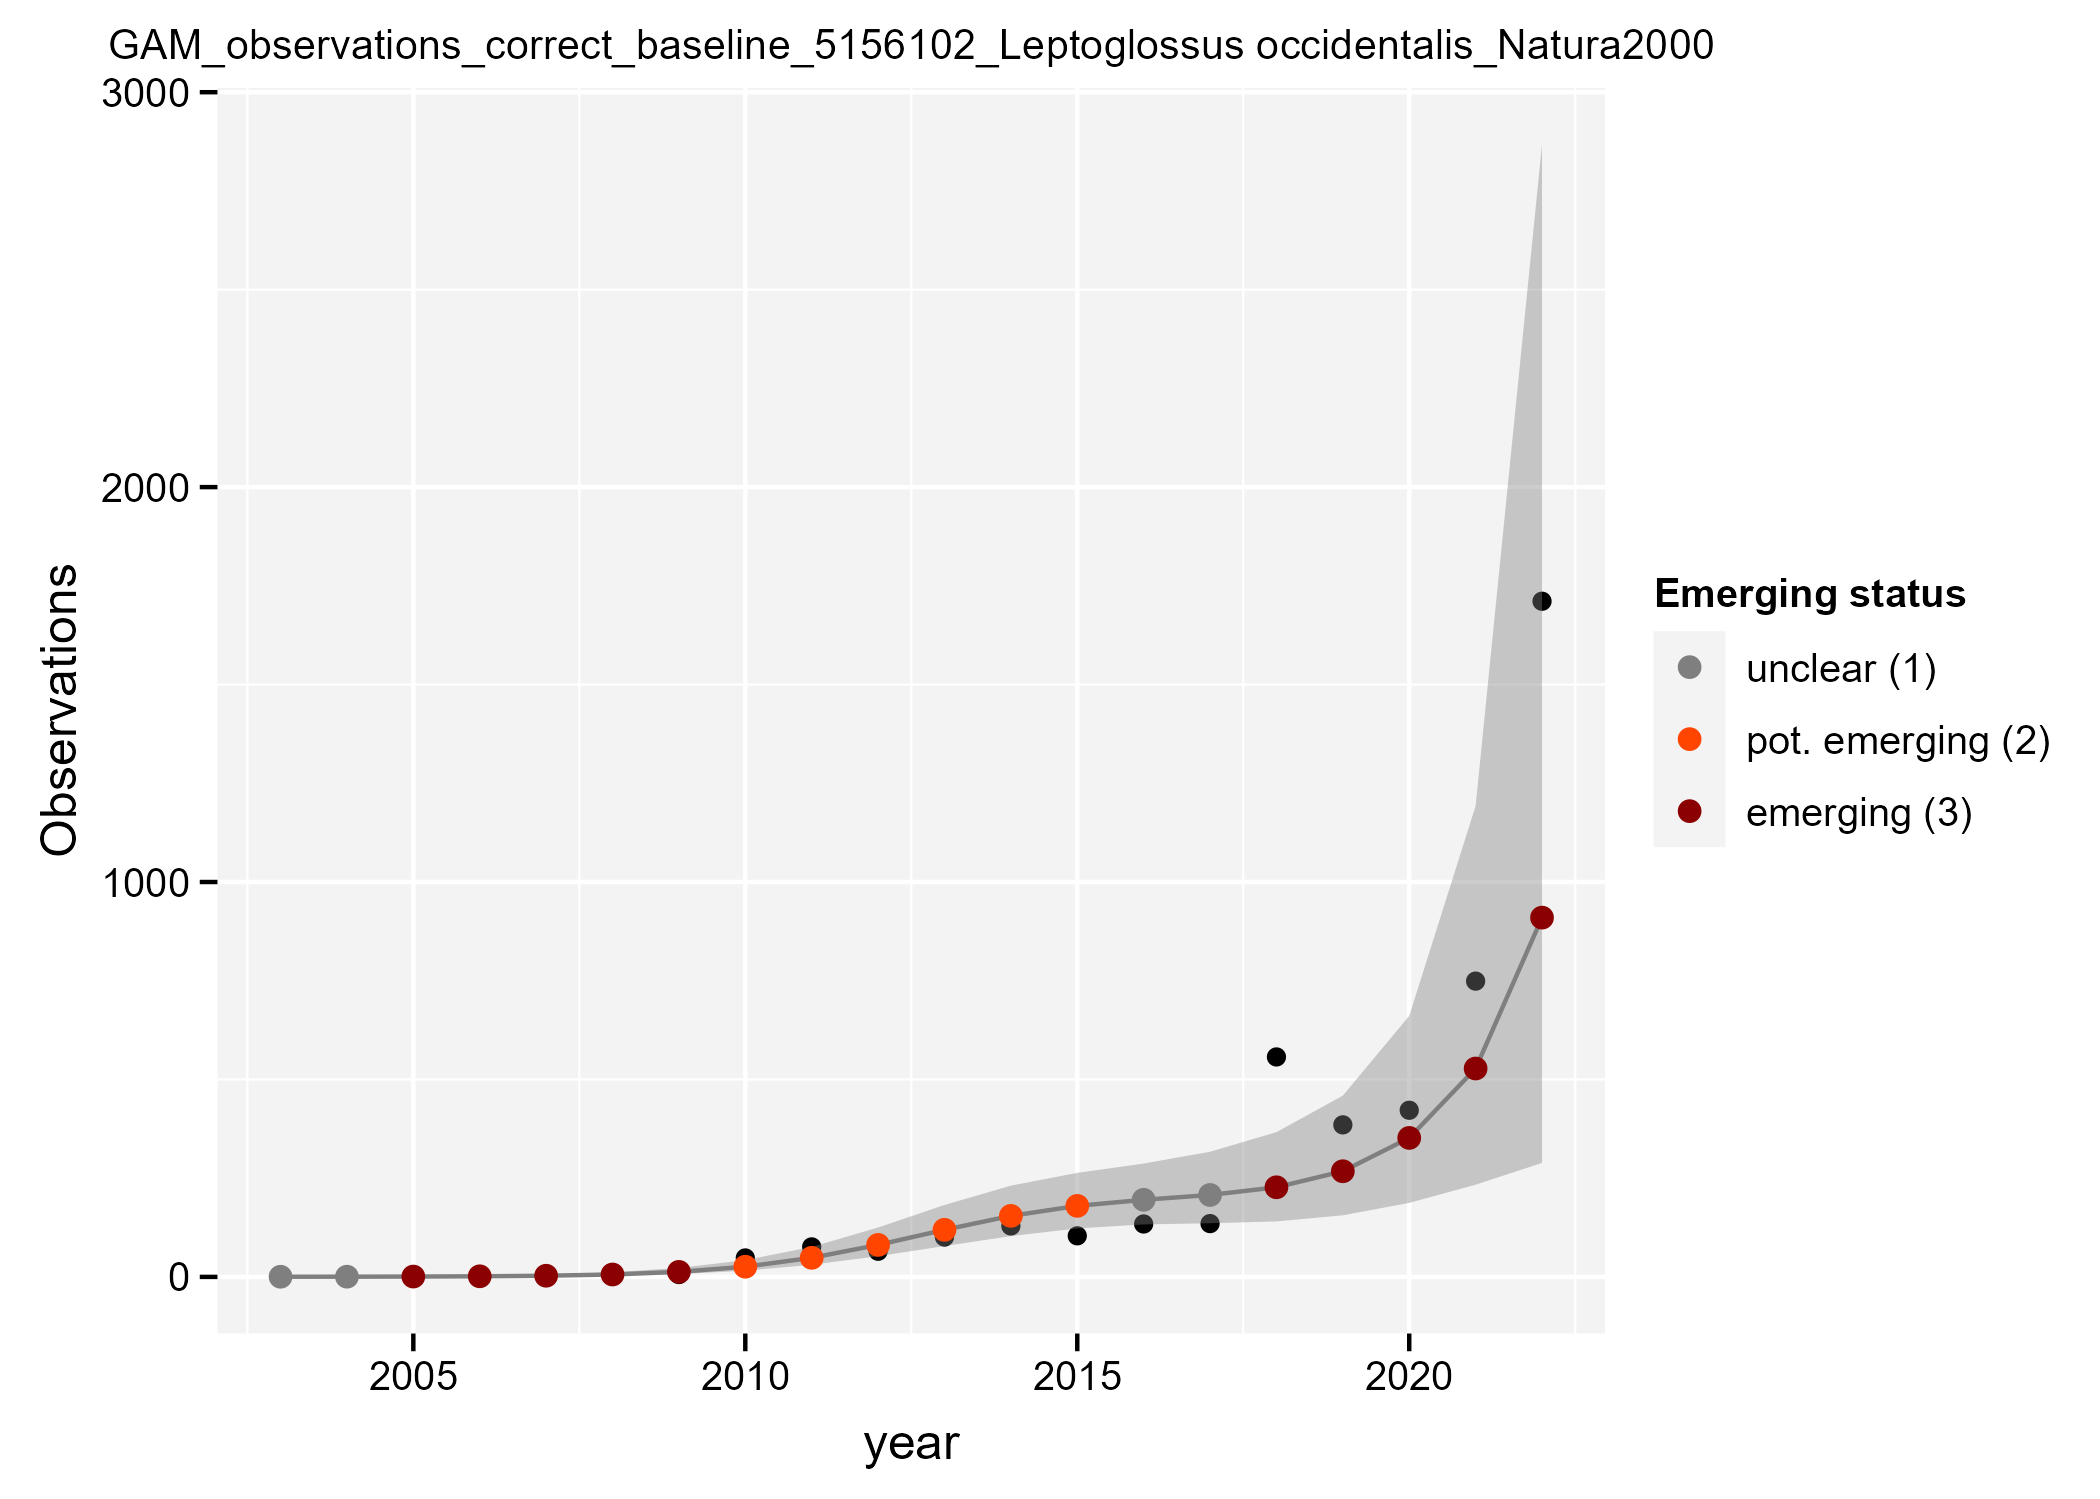 GAM_observations_correct_baseline_5156102_Leptoglossus occidentalis_Natura2000
3000
2000
1000
0
Observations
2005 2010 2015 2020
year
Emerging status
unclear (1)
pot. emerging (2)
emerging (3)